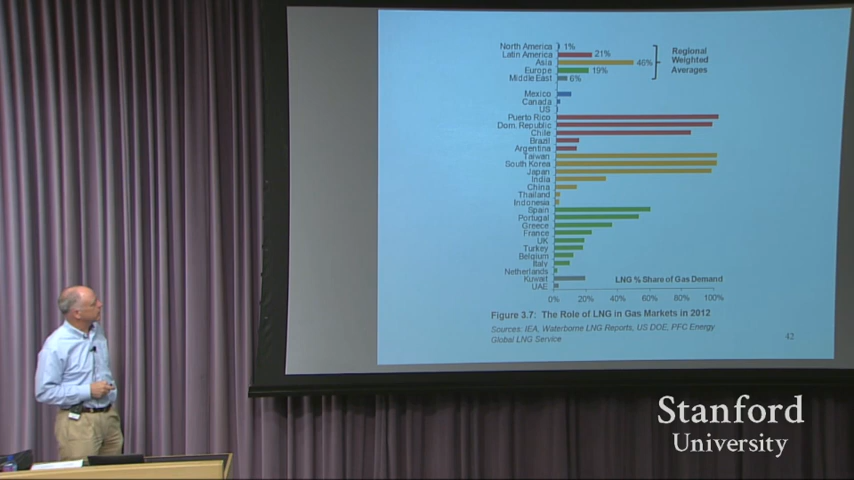 North America 1%
Latin America 21%
Asia 46%
Europe 19%
Middle East 6%
Regional
Weighted
Averages
Mexico
Canada
US
Puerto Rico
Dom. Republic
Chile
Brazil
Argentina
Taiwan
South Korea
Japan
India
China
Thailand
Indonesia
Spain
Portugal
Greece
France
UK
Turkey
Belgium
Italy
Netherlands
Kuwait
UAE
LNG % Share of Gas Demand
0% 20% 40% 60% 80% 100%
Figure 3.7: The Role of LNG in Gas Markets in 2012
Sources: IEA, Waterborne LNG Reports, US DOE, PFC Energy
Global LNG Service
42
Stanford
University